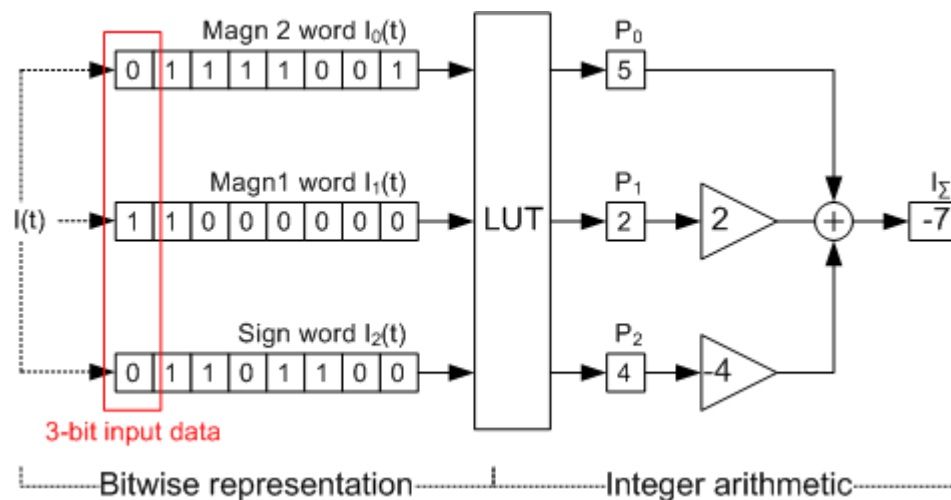 Magn 2 word I₀(t)
P₀
0 1 1 1 1 0 0 1
5
Magn1 word I₁(t)
P₁
I_Σ
I(t)
1 1 0 0 0 0 0 0
LUT
2
2
+
-7
Sign word I₂(t)
P₂
0 1 1 0 1 1 0 0
4
-4
3-bit input data
Bitwise representation
Integer arithmetic